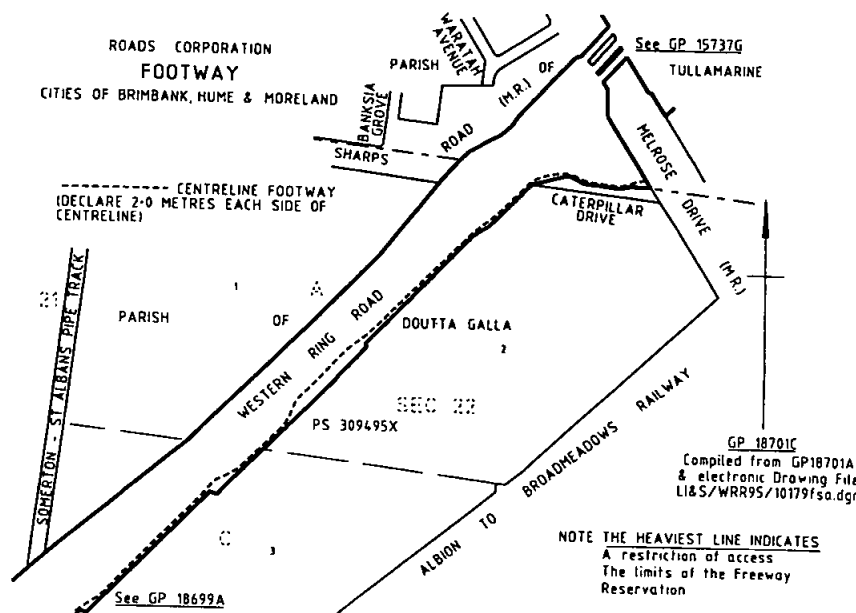 ROADS CORPORATION
FOOTWAY
CITIES OF BRIMBANK, HUME & MORELAND
WARATAH
AVENUE
PARISH
OF
See GP 15737G
TULLAMARINE
BANKSIA
GROVE
ROAD
(M.R.)
SHARPS
MELROSE DRIVE (M.R.)
CENTRELINE FOOTWAY
(DECLARE 2·0 METRES EACH SIDE OF
CENTRELINE)
CATERPILLAR
DRIVE
SOMERTON - ST ALBANS PIPE TRACK
21
1
A
PARISH
OF
DOUTTA GALLA
2
WESTERN RING ROAD
SEC 22
PS 309495X
ALBION TO BROADMEADOWS RAILWAY
GP 18701C
Compiled from GP18701A
& electronic Drawing File
LI&S/WRR95/10179fsa.dgn
C
3
NOTE THE HEAVIEST LINE INDICATES
A restriction of access
The limits of the Freeway
Reservation
See GP 18699A